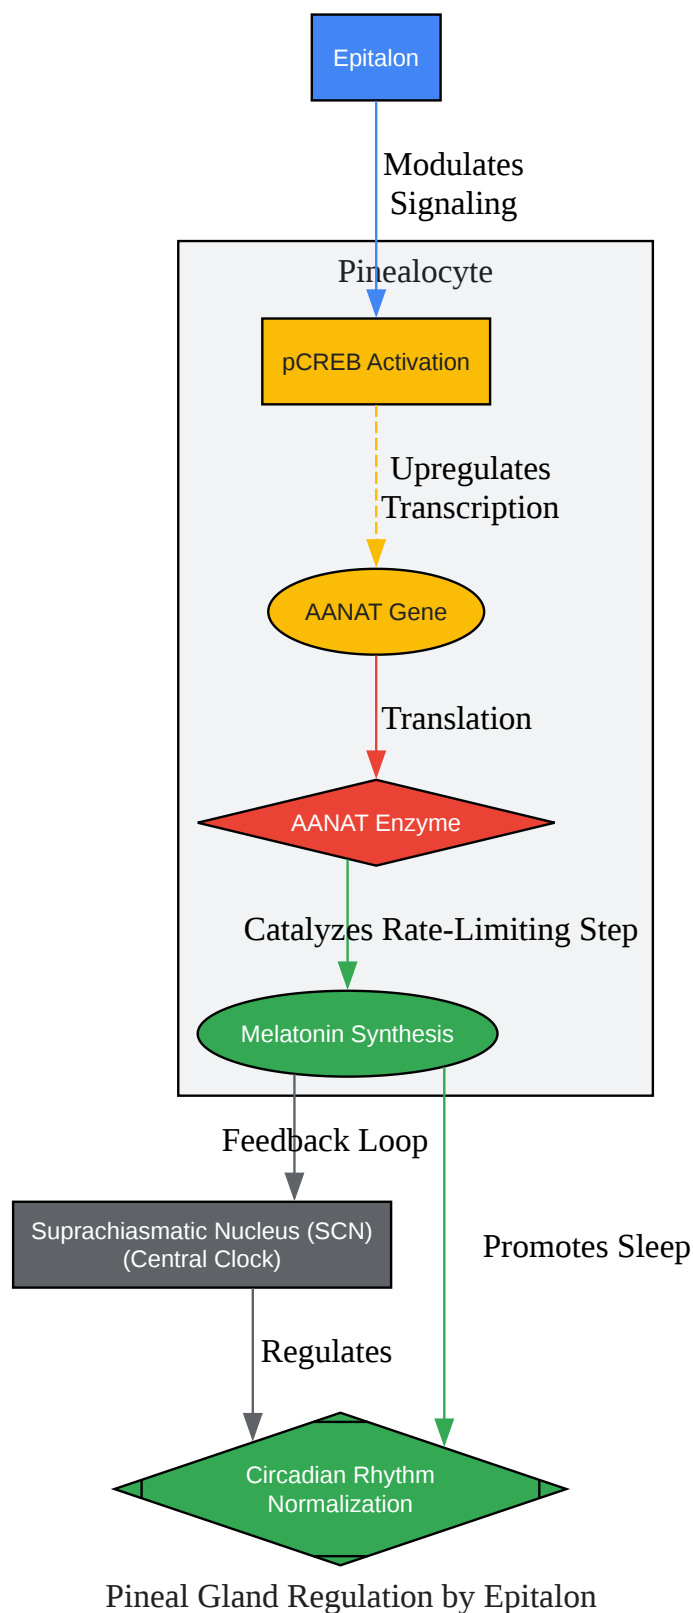 Epitalon
Modulates
Signaling
Pinealocyte
pCREB Activation
Upregulates
Transcription
AANAT Gene
Translation
AANAT Enzyme
Catalyzes Rate-Limiting Step
Melatonin Synthesis
Feedback Loop
Suprachiasmatic Nucleus (SCN)
(Central Clock)
Promotes Sleep
Regulates
Circadian Rhythm
Normalization
Pineal Gland Regulation by Epitalon